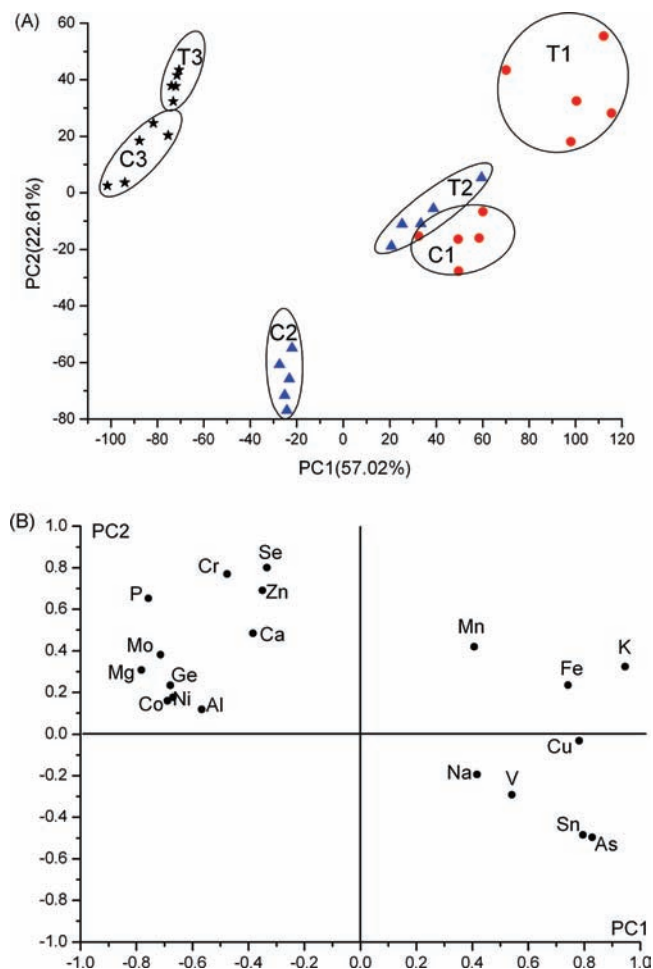 (A)
60
40
20
0
-20
-40
-60
-80
PC2(22.61%)
T3
C3
T1
T2
C1
C2
-100 -80 -60 -40 -20 0 20 40 60 80 100 120
PC1(57.02%)
(B)
PC2
1.0
0.8
0.6
0.4
0.2
0.0
-0.2
-0.4
-0.6
-0.8
-1.0
Se
Cr
Zn
P
Ca
Mo
Mg
Ge
Co
Ni
Al
Mn
K
Fe
Cu
Na
V
Sn
As
PC1
-1.0 -0.8 -0.6 -0.4 -0.2 0.0 0.2 0.4 0.6 0.8 1.0